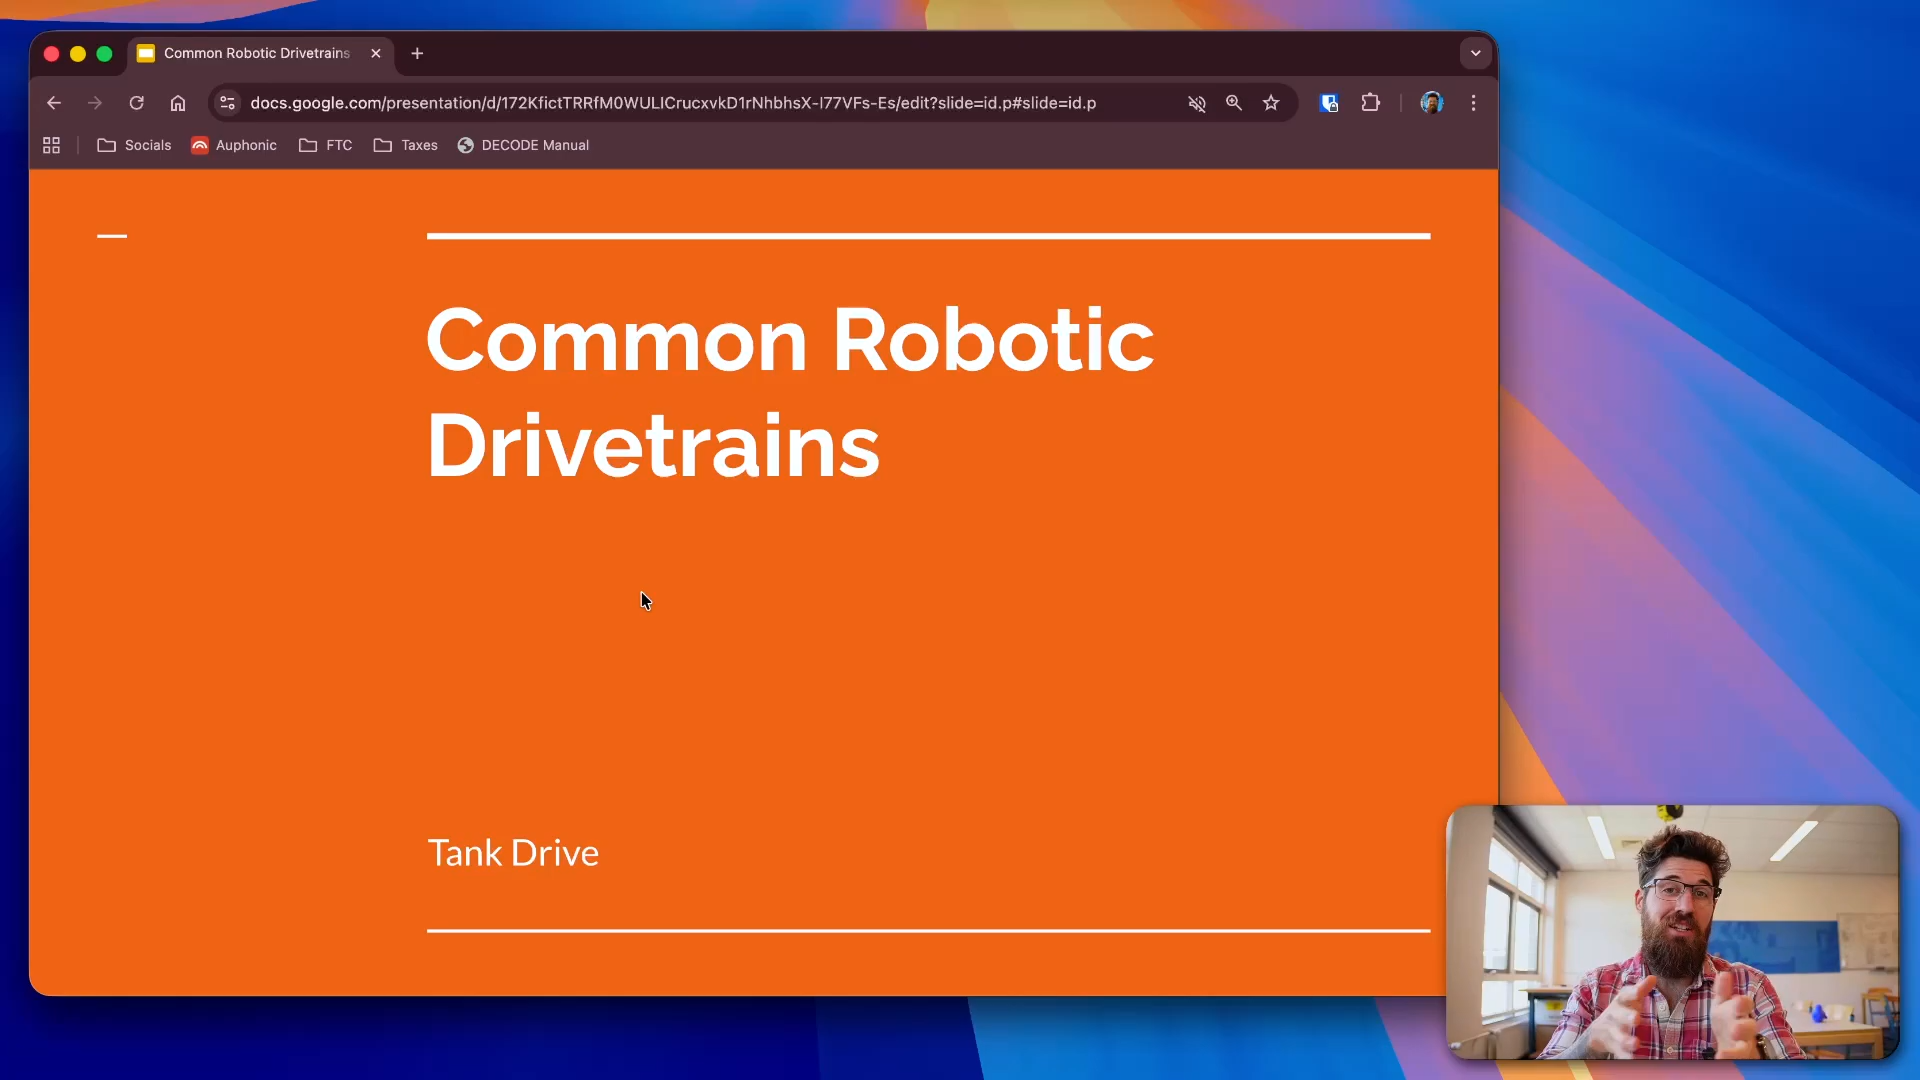 Common Robotic Drivetrains
docs.google.com/presentation/d/172KfictTRRfM0WULlCrucxvkD1rNhbhsX-I77VFs-Es/edit?slide=id.p#slide=id.p
Socials
Auphonic
FTC
Taxes
DECODE Manual
Common Robotic
Drivetrains
Tank Drive